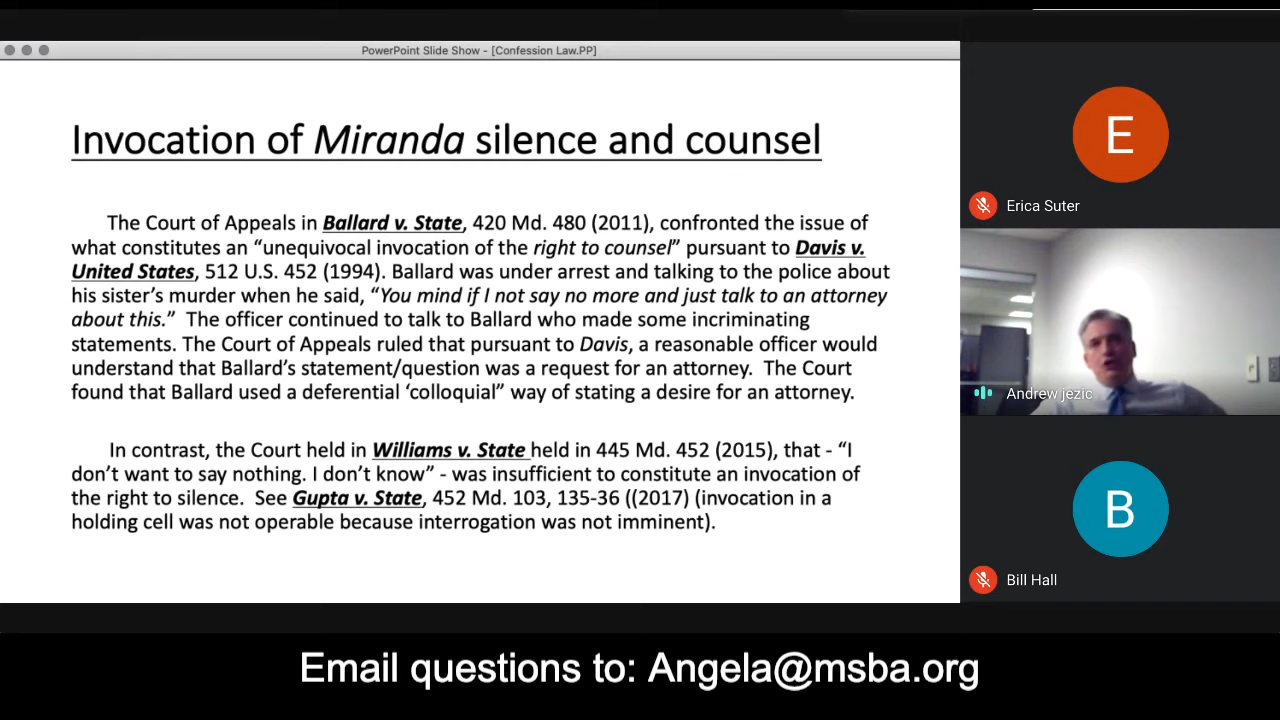 PowerPoint Slide Show - [Confession Law.PP]
Invocation of Miranda silence and counsel
The Court of Appeals in Ballard v. State, 420 Md. 480 (2011), confronted the issue of
what constitutes an “unequivocal invocation of the right to counsel” pursuant to Davis v.
United States, 512 U.S. 452 (1994). Ballard was under arrest and talking to the police about
his sister’s murder when he said, “You mind if I not say no more and just talk to an attorney
about this.” The officer continued to talk to Ballard who made some incriminating
statements. The Court of Appeals ruled that pursuant to Davis, a reasonable officer would
understand that Ballard’s statement/question was a request for an attorney. The Court
found that Ballard used a deferential ‘colloquial” way of stating a desire for an attorney.
In contrast, the Court held in Williams v. State held in 445 Md. 452 (2015), that - “I
don’t want to say nothing. I don’t know” - was insufficient to constitute an invocation of
the right to silence. See Gupta v. State, 452 Md. 103, 135-36 ((2017) (invocation in a
holding cell was not operable because interrogation was not imminent).
E
Erica Suter
Andrew jezic
B
Bill Hall
Email questions to: Angela@msba.org